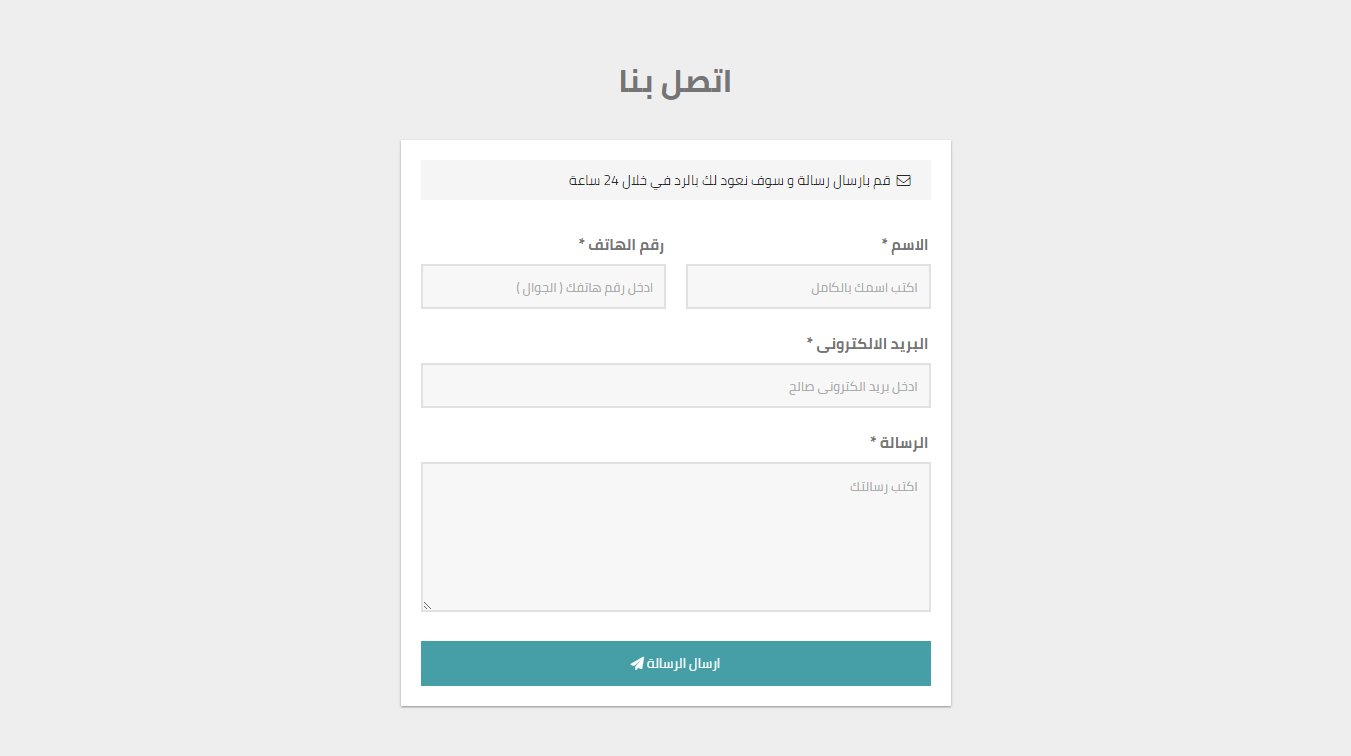 اتصل بنا
قم بارسال رسالة و سوف نعود لك بالرد في خلال 24 ساعة
الاسم *
رقم الهاتف *
اكتب اسمك بالكامل
ادخل رقم هاتفك ( الجوال )
البريد الالكترونى *
ادخل بريد الكترونى صالح
الرسالة *
اكتب رسالتك
ارسال الرسالة